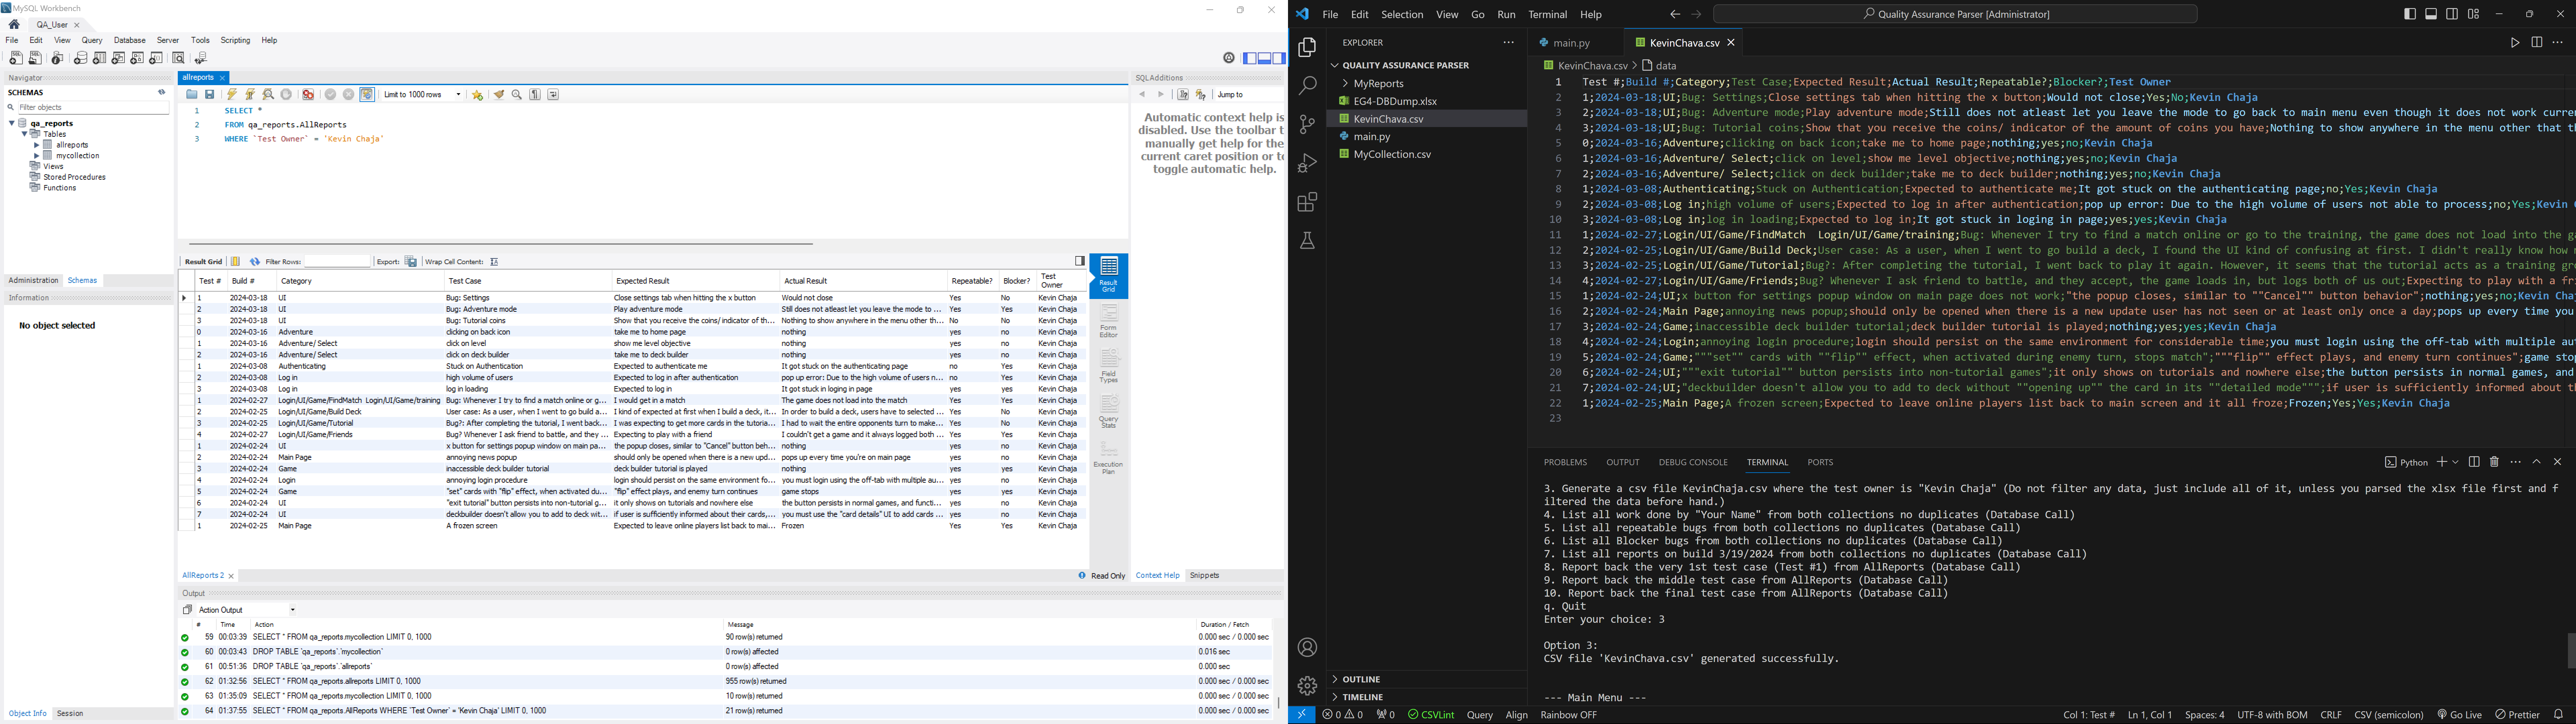 MySQL Workbench
QA_User
File Edit View Query Database Server Tools Scripting Help
Navigator
SCHEMAS
Filter objects
qa_reports
Tables
allreports
mycollection
Views
Stored Procedures
Functions
Administration Schemas
Information
No object selected
Object Info Session
allreports
Limit to 1000 rows
1 SELECT *
2 FROM qa_reports.AllReports
3 WHERE `Test Owner` = 'Kevin Chaja'
Result Grid Filter Rows: Export: Wrap Cell Content:
Test # Build # Category Test Case Expected Result Actual Result Repeatable? Blocker? Test Owner
1 2024-03-18 UI Bug: Settings Close settings tab when hitting the x button Would not close Yes No Kevin Chaja
2 2024-03-18 UI Bug: Adventure mode Play adventure mode Still does not atleast let you leave the mode to ... Yes Yes Kevin Chaja
3 2024-03-18 UI Bug: Tutorial coins Show that you receive the coins/ indicator of th... Nothing to show anywhere in the menu other th... No No Kevin Chaja
0 2024-03-16 Adventure clicking on back icon take me to home page nothing yes no Kevin Chaja
1 2024-03-16 Adventure/ Select click on level show me level objective nothing yes no Kevin Chaja
2 2024-03-16 Adventure/ Select click on deck builder take me to deck builder nothing yes no Kevin Chaja
1 2024-03-08 Authenticating Stuck on Authentication Expected to authenticate me It got stuck on the authenticating page no Yes Kevin Chaja
2 2024-03-08 Log in high volume of users Expected to log in after authentication pop up error: Due to the high volume of users n... no Yes Kevin Chaja
3 2024-03-08 Log in log in loading Expected to log in It got stuck in loging in page yes yes Kevin Chaja
1 2024-02-27 Login/UI/Game/FindMatch Login/UI/Game/training Bug: Whenever I try to find a match online or g... I would get in a match The game does not load into the match Yes Yes Kevin Chaja
2 2024-02-25 Login/UI/Game/Build Deck User case: As a user, when I went to go build a... I kind of expected at first when I build a deck, it... In order to build a deck, users have to selected ... Yes No Kevin Chaja
3 2024-02-25 Login/UI/Game/Tutorial Bug?: After completing the tutorial, I went back... I was expecting to get more cards in the tutoria... I had to wait the entire opponents turn to make... Yes No Kevin Chaja
4 2024-02-27 Login/UI/Game/Friends Bug? Whenever I ask friend to battle, and they ... Expecting to play with a friend I couldn't get a game and it always logged both ... Yes Yes Kevin Chaja
1 2024-02-24 UI x button for settings popup window on main pa... the popup closes, similar to "Cancel" button beh... nothing yes no Kevin Chaja
2 2024-02-24 Main Page annoying news popup should only be opened when there is a new upd... pops up every time you're on main page yes no Kevin Chaja
3 2024-02-24 Game inaccessible deck builder tutorial deck builder tutorial is played nothing yes yes Kevin Chaja
4 2024-02-24 Login annoying login procedure login should persist on the same environment fo... you must login using the off-tab with multiple au... yes no Kevin Chaja
5 2024-02-24 Game "set" cards with "flip" effect, when activated du... "flip" effect plays, and enemy turn continues game stops yes yes Kevin Chaja
6 2024-02-24 UI "exit tutorial" button persists into non-tutorial g... it only shows on tutorials and nowhere else the button persists in normal games, and functi... yes no Kevin Chaja
7 2024-02-24 UI deckbuilder doesn't allow you to add to deck wit... if user is sufficiently informed about their cards,... you must use the "card details" UI to add cards ... yes no Kevin Chaja
1 2024-02-25 Main Page A frozen screen Expected to leave online players list back to mai... Frozen Yes Yes Kevin Chaja
Result Grid
Form Editor
Field Types
Query Stats
Execution Plan
AllReports 2
Read Only
SQLAdditions
Jump to
Automatic context help is
disabled. Use the toolbar t
manually get help for the
current caret position or t
toggle automatic help.
Context Help Snippets
Output
Action Output
# Time Action Message Duration / Fetch
59 00:03:39 SELECT * FROM qa_reports.mycollection LIMIT 0, 1000 90 row(s) returned 0.000 sec / 0.000 sec
60 00:03:43 DROP TABLE `qa_reports`.`mycollection` 0 row(s) affected 0.016 sec
61 00:51:36 DROP TABLE `qa_reports`.`allreports` 0 row(s) affected 0.000 sec
62 01:32:56 SELECT * FROM qa_reports.allreports LIMIT 0, 1000 955 row(s) returned 0.000 sec / 0.000 sec
63 01:35:09 SELECT * FROM qa_reports.mycollection LIMIT 0, 1000 10 row(s) returned 0.000 sec / 0.000 sec
64 01:37:55 SELECT * FROM qa_reports.AllReports WHERE `Test Owner` = 'Kevin Chaja' LIMIT 0, 1000 21 row(s) returned 0.000 sec / 0.000 sec
File Edit Selection View Go Run Terminal Help
Quality Assurance Parser [Administrator]
EXPLORER
QUALITY ASSURANCE PARSER
MyReports
EG4-DBDump.xlsx
KevinChava.csv
main.py
MyCollection.csv
OUTLINE
TIMELINE
main.py KevinChava.csv
KevinChava.csv > data
1 Test #;Build #;Category;Test Case;Expected Result;Actual Result;Repeatable?;Blocker?;Test Owner
2 1;2024-03-18;UI;Bug: Settings;Close settings tab when hitting the x button;Would not close;Yes;No;Kevin Chaja
3 2;2024-03-18;UI;Bug: Adventure mode;Play adventure mode;Still does not atleast let you leave the mode to go back to main menu even though it does not work curren
4 3;2024-03-18;UI;Bug: Tutorial coins;Show that you receive the coins/ indicator of the amount of coins you have;Nothing to show anywhere in the menu other that t
5 0;2024-03-16;Adventure;clicking on back icon;take me to home page;nothing;yes;no;Kevin Chaja
6 1;2024-03-16;Adventure/ Select;click on level;show me level objective;nothing;yes;no;Kevin Chaja
7 2;2024-03-16;Adventure/ Select;click on deck builder;take me to deck builder;nothing;yes;no;Kevin Chaja
8 1;2024-03-08;Authenticating;Stuck on Authentication;Expected to authenticate me;It got stuck on the authenticating page;no;Yes;Kevin Chaja
9 2;2024-03-08;Log in;high volume of users;Expected to log in after authentication;pop up error: Due to the high volume of users not able to process;no;Yes;Kevin C
10 3;2024-03-08;Log in;log in loading;Expected to log in;It got stuck in loging in page;yes;yes;Kevin Chaja
11 1;2024-02-27;Login/UI/Game/FindMatch Login/UI/Game/training;Bug: Whenever I try to find a match online or go to the training, the game does not load into the ga
12 2;2024-02-25;Login/UI/Game/Build Deck;User case: As a user, when I went to go build a deck, I found the UI kind of confusing at first. I didn't really know how
13 3;2024-02-25;Login/UI/Game/Tutorial;Bug?: After completing the tutorial, I went back to play it again. However, it seems that the tutorial acts as a training gr
14 4;2024-02-27;Login/UI/Game/Friends;Bug? Whenever I ask friend to battle, and they accept, the game loads in, but logs both of us out;Expecting to play with a fri
15 1;2024-02-24;UI;x button for settings popup window on main page does not work;"the popup closes, similar to ""Cancel"" button behavior";nothing;yes;no;Kevin Chaj
16 2;2024-02-24;Main Page;annoying news popup;should only be opened when there is a new update user has not seen or at least only once a day;pops up every time you
17 3;2024-02-24;Game;inaccessible deck builder tutorial;deck builder tutorial is played;nothing;yes;yes;Kevin Chaja
18 4;2024-02-24;Login;annoying login procedure;login should persist on the same environment for considerable time;you must login using the off-tab with multiple aut
19 5;2024-02-24;Game;"""set"" cards with ""flip"" effect, when activated during enemy turn, stops match";"""flip"" effect plays, and enemy turn continues";game stop
20 6;2024-02-24;UI;"""exit tutorial"" button persists into non-tutorial games";it only shows on tutorials and nowhere else;the button persists in normal games, and
21 7;2024-02-24;UI;"deckbuilder doesn't allow you to add to deck without ""opening up"" the card in its ""detailed mode""";if user is sufficiently informed about th
22 1;2024-02-25;Main Page;A frozen screen;Expected to leave online players list back to main screen and it all froze;Frozen;Yes;Yes;Kevin Chaja
23
PROBLEMS OUTPUT DEBUG CONSOLE TERMINAL PORTS
Python
3. Generate a csv file KevinChaja.csv where the test owner is "Kevin Chaja" (Do not filter any data, just include all of it, unless you parsed the xlsx file first and f
iltered the data before hand.)
4. List all work done by "Your Name" from both collections no duplicates (Database Call)
5. List all repeatable bugs from both collections no duplicates (Database Call)
6. List all Blocker bugs from both collections no duplicates (Database Call)
7. List all reports on build 3/19/2024 from both collections no duplicates (Database Call)
8. Report back the very 1st test case (Test #1) from AllReports (Database Call)
9. Report back the middle test case from AllReports (Database Call)
10. Report back the final test case from AllReports (Database Call)
q. Quit
Enter your choice: 3
Option 3:
CSV file 'KevinChava.csv' generated successfully.
--- Main Menu ---
0 0 0 CSVLint Query Align Rainbow OFF
Col 1: Test # Ln 1, Col 1 Spaces: 4 UTF-8 with BOM CRLF CSV (semicolon) Go Live Prettier